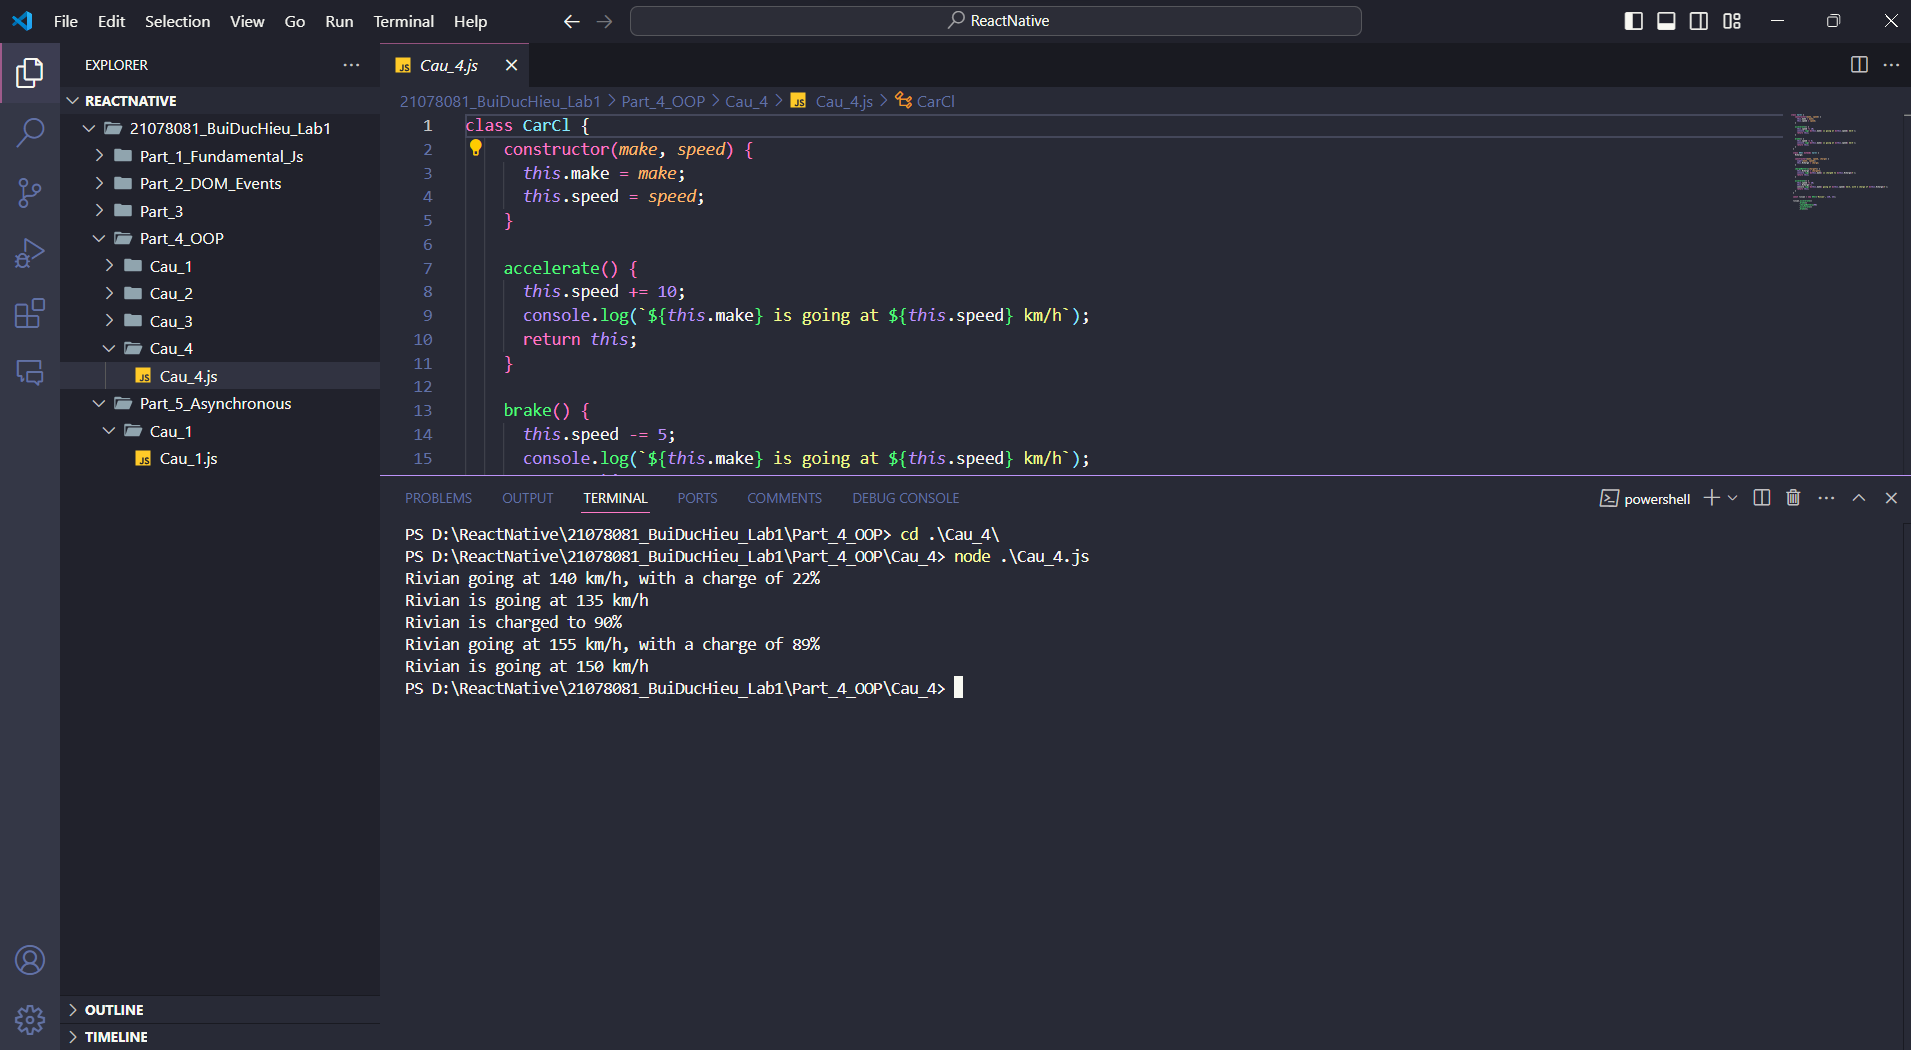 File Edit Selection View Go Run Terminal Help
ReactNative
EXPLORER
REACTNATIVE
21078081_BuiDucHieu_Lab1
Part_1_Fundamental_Js
Part_2_DOM_Events
Part_3
Part_4_OOP
Cau_1
Cau_2
Cau_3
Cau_4
JS Cau_4.js
Part_5_Asynchronous
Cau_1
JS Cau_1.js
OUTLINE
TIMELINE
JS Cau_4.js
21078081_BuiDucHieu_Lab1 > Part_4_OOP > Cau_4 > JS Cau_4.js > CarCl
1 class CarCl {
2 constructor(make, speed) {
3 this.make = make;
4 this.speed = speed;
5 }
6
7 accelerate() {
8 this.speed += 10;
9 console.log(`${this.make} is going at ${this.speed} km/h`);
10 return this;
11 }
12
13 brake() {
14 this.speed -= 5;
15 console.log(`${this.make} is going at ${this.speed} km/h`);
PROBLEMS OUTPUT TERMINAL PORTS COMMENTS DEBUG CONSOLE
powershell
PS D:\ReactNative\21078081_BuiDucHieu_Lab1\Part_4_OOP> cd .\Cau_4\
PS D:\ReactNative\21078081_BuiDucHieu_Lab1\Part_4_OOP\Cau_4> node .\Cau_4.js
Rivian going at 140 km/h, with a charge of 22%
Rivian is going at 135 km/h
Rivian is charged to 90%
Rivian going at 155 km/h, with a charge of 89%
Rivian is going at 150 km/h
PS D:\ReactNative\21078081_BuiDucHieu_Lab1\Part_4_OOP\Cau_4>